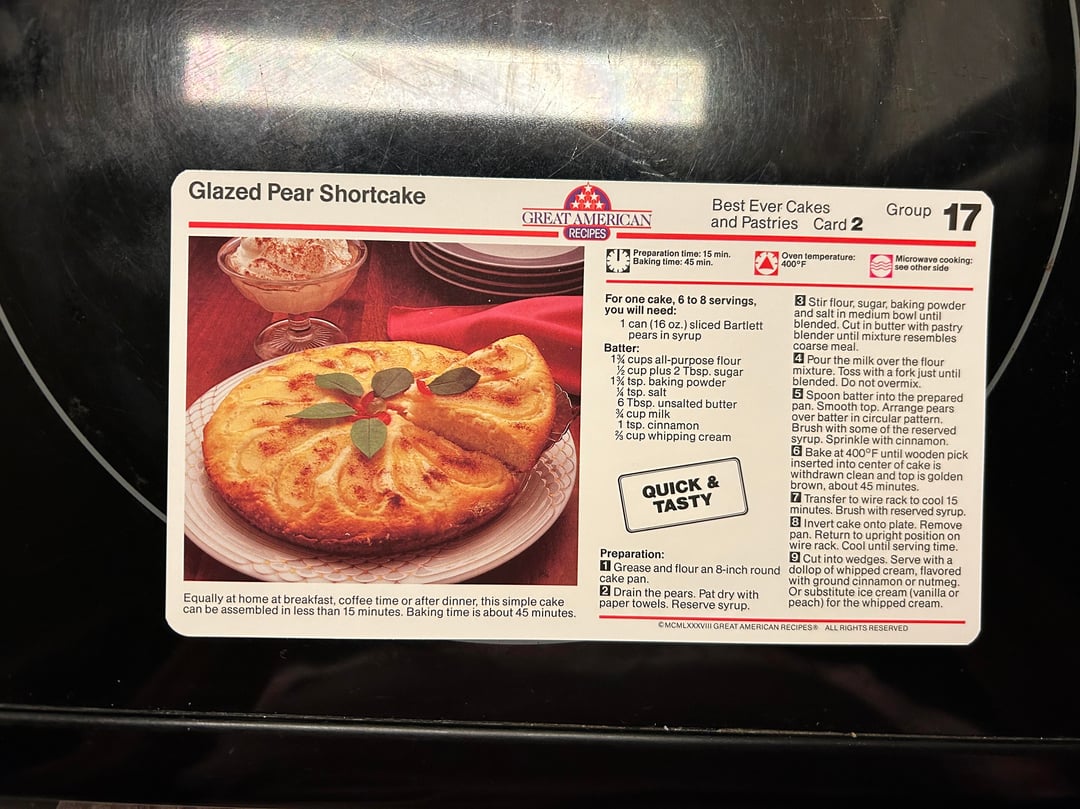 Glazed Pear Shortcake
GREAT AMERICAN
RECIPES
Best Ever Cakes
and Pastries Card 2
Group 17
Preparation time: 15 min.
Baking time: 45 min.
Oven temperature:
400°F
Microwave cooking:
see other side
For one cake, 6 to 8 servings,
you will need:
1 can (16 oz.) sliced Bartlett
pears in syrup
Batter:
1¾ cups all-purpose flour
½ cup plus 2 Tbsp. sugar
1¾ tsp. baking powder
¼ tsp. salt
6 Tbsp. unsalted butter
¾ cup milk
1 tsp. cinnamon
⅔ cup whipping cream
QUICK &
TASTY
Preparation:
1 Grease and flour an 8-inch round
cake pan.
2 Drain the pears. Pat dry with
paper towels. Reserve syrup.
3 Stir flour, sugar, baking powder
and salt in medium bowl until
blended. Cut in butter with pastry
blender until mixture resembles
coarse meal.
4 Pour the milk over the flour
mixture. Toss with a fork just until
blended. Do not overmix.
5 Spoon batter into the prepared
pan. Smooth top. Arrange pears
over batter in circular pattern.
Brush with some of the reserved
syrup. Sprinkle with cinnamon.
6 Bake at 400°F until wooden pick
inserted into center of cake is
withdrawn clean and top is golden
brown, about 45 minutes.
7 Transfer to wire rack to cool 15
minutes. Brush with reserved syrup.
8 Invert cake onto plate. Remove
pan. Return to upright position on
wire rack. Cool until serving time.
9 Cut into wedges. Serve with a
dollop of whipped cream, flavored
with ground cinnamon or nutmeg.
Or substitute ice cream (vanilla or
peach) for the whipped cream.
Equally at home at breakfast, coffee time or after dinner, this simple cake
can be assembled in less than 15 minutes. Baking time is about 45 minutes.
©MCMLXXXVIII GREAT AMERICAN RECIPES® ALL RIGHTS RESERVED